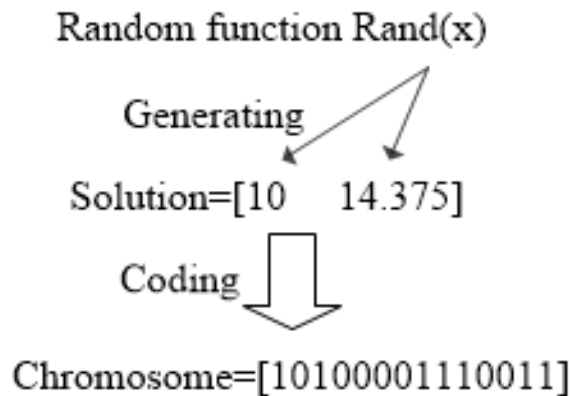 Random function Rand(x)
Generating
Solution=[10 14.375]
Coding
Chromosome=[10100001110011]